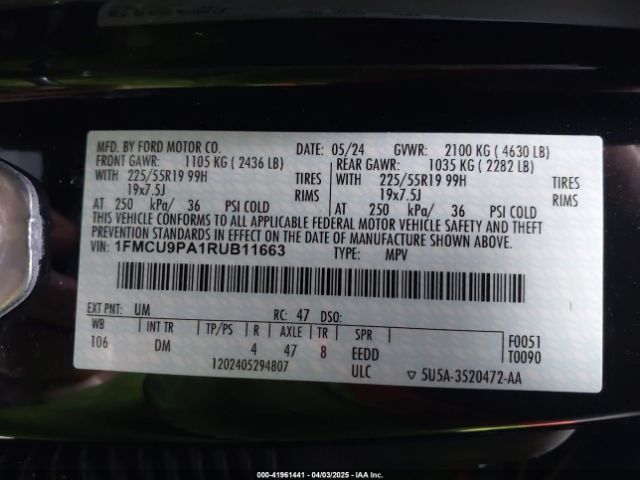 MFD. BY FORD MOTOR CO. DATE: 05/24 GVWR: 2100 KG (4630 LB)
FRONT GAWR: 1105 KG (2436 LB) REAR GAWR: 1035 KG (2282 LB)
WITH 225/55R19 99H TIRES WITH 225/55R19 99H TIRES
19x7.5J RIMS 19x7.5J RIMS
AT 250 kPa/ 36 PSI COLD AT 250 kPa/ 36 PSI COLD
THIS VEHICLE CONFORMS TO ALL APPLICABLE FEDERAL MOTOR VEHICLE SAFETY AND THEFT
PREVENTION STANDARDS IN EFFECT ON THE DATE OF MANUFACTURE SHOWN ABOVE.
VIN: 1FMCU9PA1RUB11663 TYPE: MPV
EXT PNT: UM RC: 47 DSO:
WB INT TR TP/PS R AXLE TR SPR F0051
106 DM 4 47 8 EEDD T0090
1202405294807 ULC ▽ 5U5A-3520472-AA
000-41961441 - 04/03/2025 - IAA Inc.